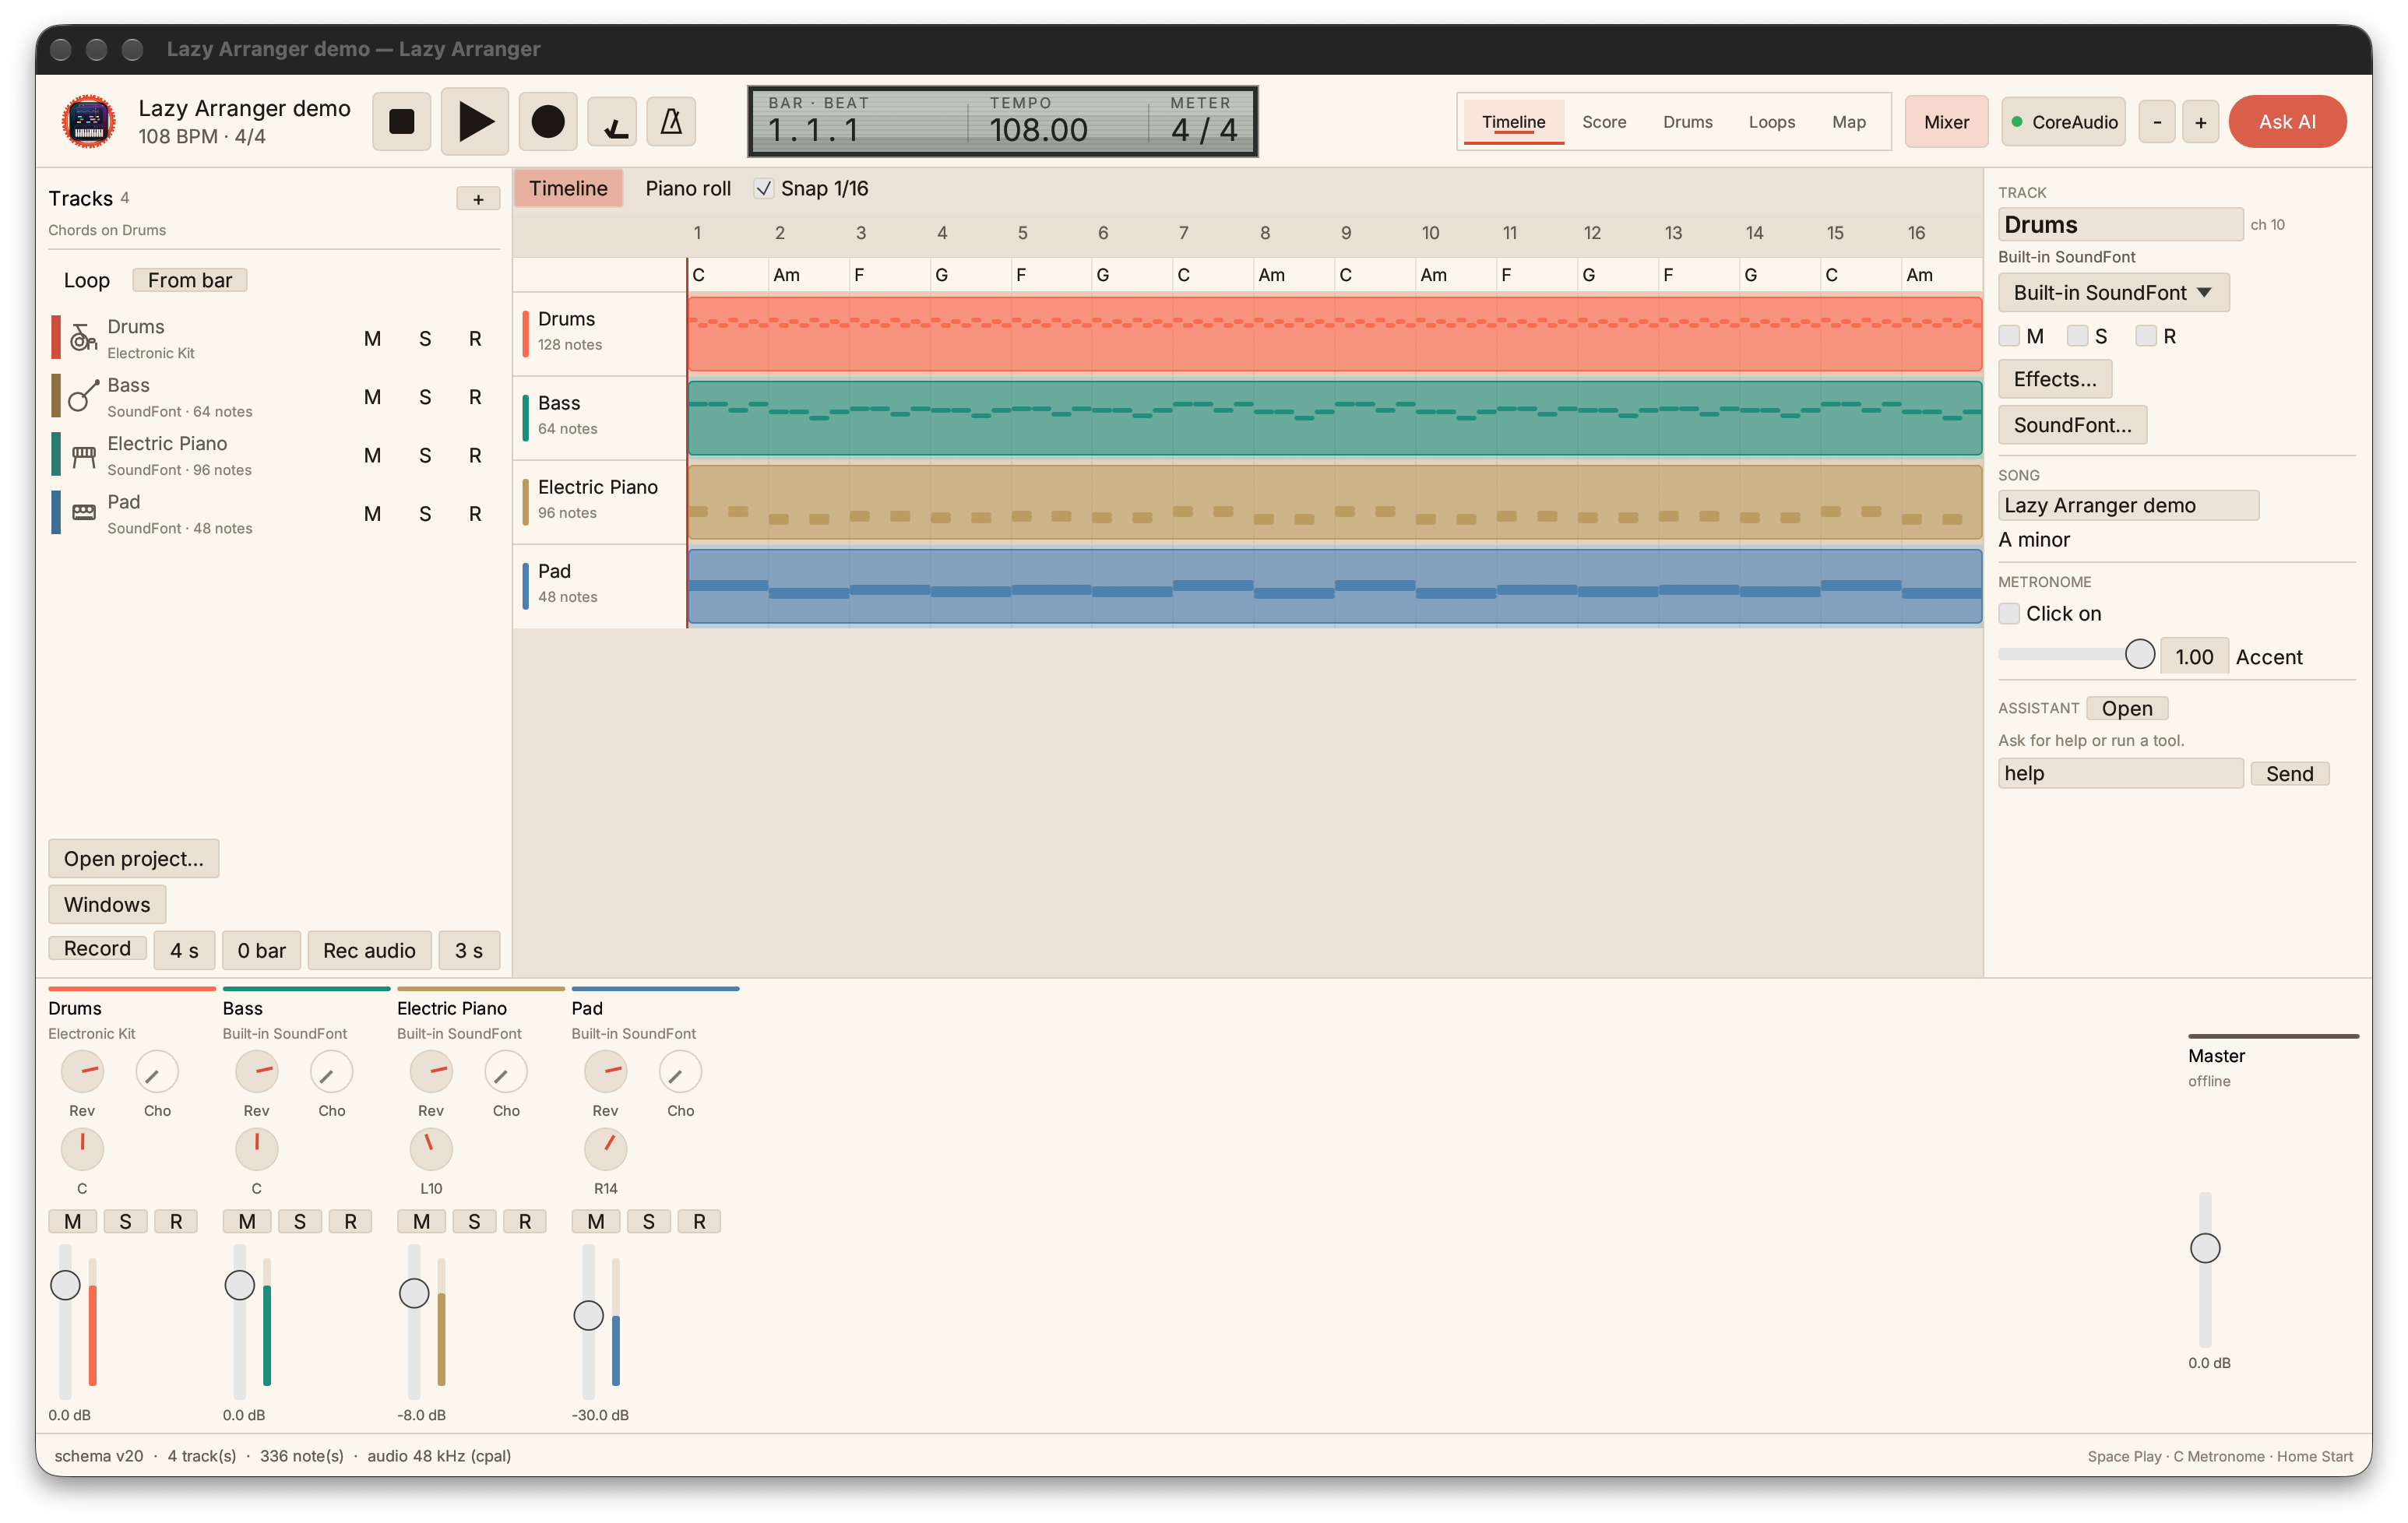 Lazy Arranger demo — Lazy Arranger
Lazy Arranger demo
108 BPM · 4/4
BAR · BEAT
1.1.1
TEMPO
108.00
METER
4/4
Timeline
Score
Drums
Loops
Map
Mixer
CoreAudio
-
+
Ask AI
Tracks 4
+
Chords on Drums
Loop
From bar
Drums
Electronic Kit
M S R
Bass
SoundFont · 64 notes
M S R
Electric Piano
SoundFont · 96 notes
M S R
Pad
SoundFont · 48 notes
M S R
Open project...
Windows
Record
4 s
0 bar
Rec audio
3 s
Timeline
Piano roll
Snap 1/16
1 2 3 4 5 6 7 8 9 10 11 12 13 14 15 16
C Am F G F G C Am C Am F G F G C Am
Drums
128 notes
Bass
64 notes
Electric Piano
96 notes
Pad
48 notes
TRACK
Drums
ch 10
Built-in SoundFont
Built-in SoundFont
M S R
Effects...
SoundFont...
SONG
Lazy Arranger demo
A minor
METRONOME
Click on
1.00
Accent
ASSISTANT
Open
Ask for help or run a tool.
help
Send
Drums
Electronic Kit
Rev Cho
C
M S R
0.0 dB
Bass
Built-in SoundFont
Rev Cho
C
M S R
0.0 dB
Electric Piano
Built-in SoundFont
Rev Cho
L10
M S R
-8.0 dB
Pad
Built-in SoundFont
Rev Cho
R14
M S R
-30.0 dB
Master
offline
0.0 dB
schema v20 · 4 track(s) · 336 note(s) · audio 48 kHz (cpal)
Space Play · C Metronome · Home Start